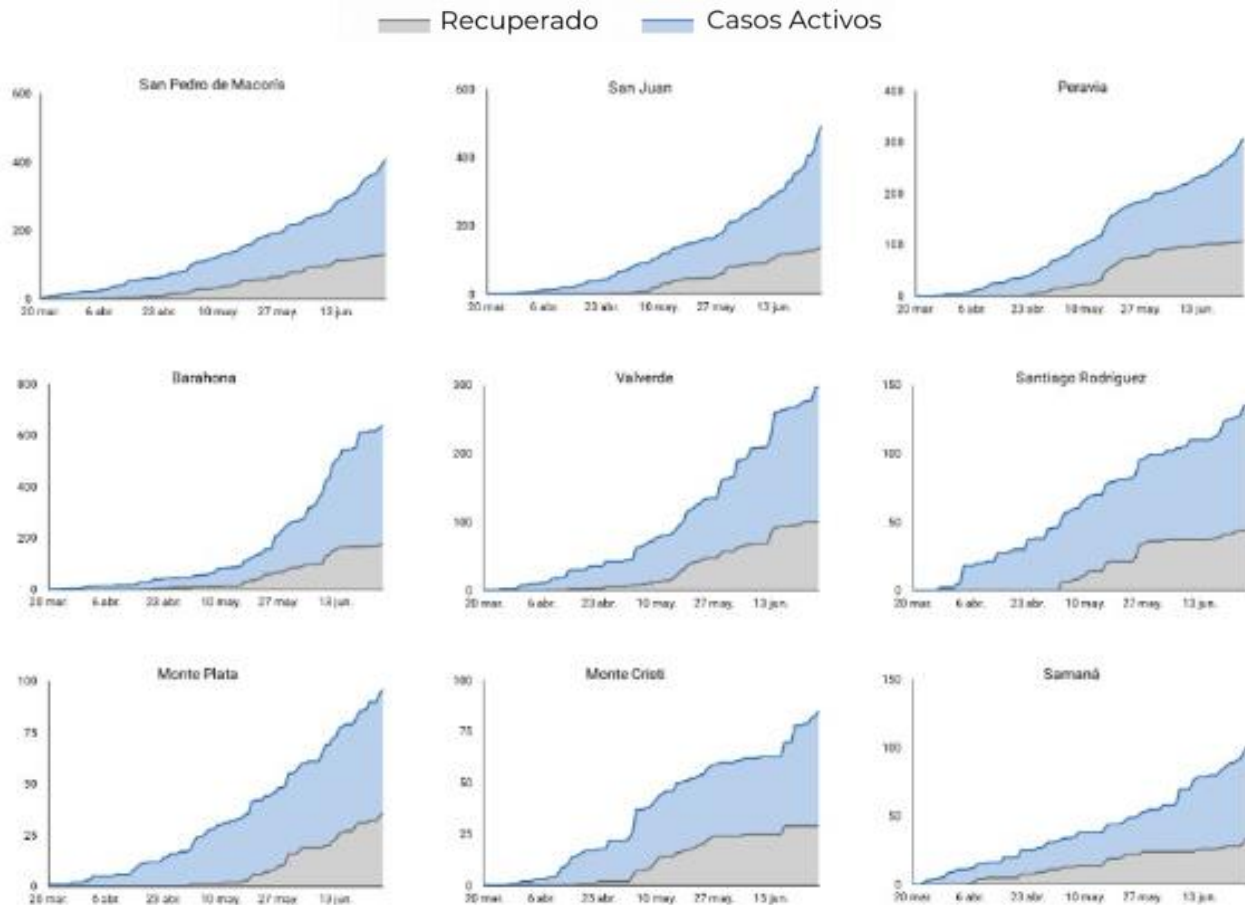 Recuperado Casos Activos
San Pedro de Macorís San Juan Peravia
600 600 400
300
400 400
200
200 200
100
0 0 0
20 mar. 6 abr. 23 abr. 10 may. 27 may. 13 jun. 20 mar. 6 abr. 23 abr. 10 may. 27 may. 13 jun. 20 mar. 6 abr. 23 abr. 10 may. 27 may. 13 jun.
Barahona Valverde Santiago Rodríguez
800 300 150
600
200 100
400
100 50
200
0 0 0
20 mar. 6 abr. 23 abr. 10 may. 27 may. 13 jun. 20 mar. 6 abr. 23 abr. 10 may. 27 may. 13 jun. 20 mar. 6 abr. 23 abr. 10 may. 27 may. 13 jun.
Monte Plata Monte Cristi Samaná
100 100 150
75 75
100
50 50
50
25 25
0 0 0
20 mar. 6 abr. 23 abr. 10 may. 27 may. 13 jun. 20 mar. 6 abr. 23 abr. 10 may. 27 may. 13 jun. 20 mar. 6 abr. 23 abr. 10 may. 27 may. 13 jun.